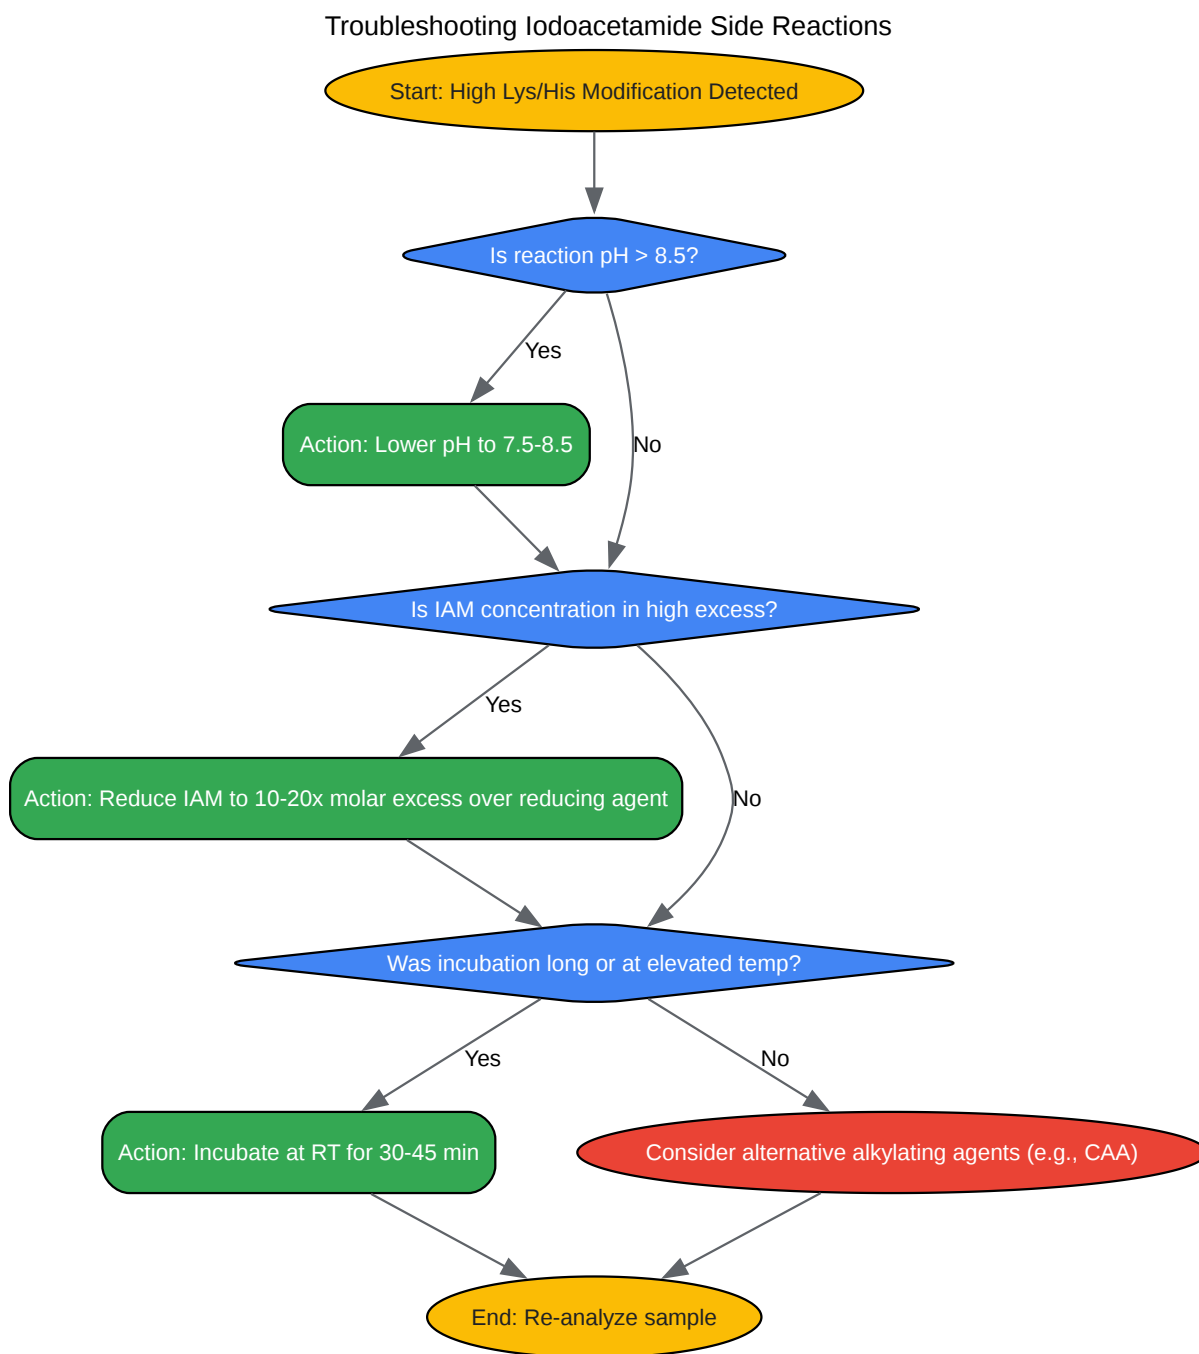 Troubleshooting Iodoacetamide Side Reactions
Start: High Lys/His Modification Detected
Is reaction pH > 8.5?
Yes
Action: Lower pH to 7.5-8.5
No
Is IAM concentration in high excess?
Yes
Action: Reduce IAM to 10-20x molar excess over reducing agent
No
Was incubation long or at elevated temp?
Yes
No
Action: Incubate at RT for 30-45 min
Consider alternative alkylating agents (e.g., CAA)
End: Re-analyze sample